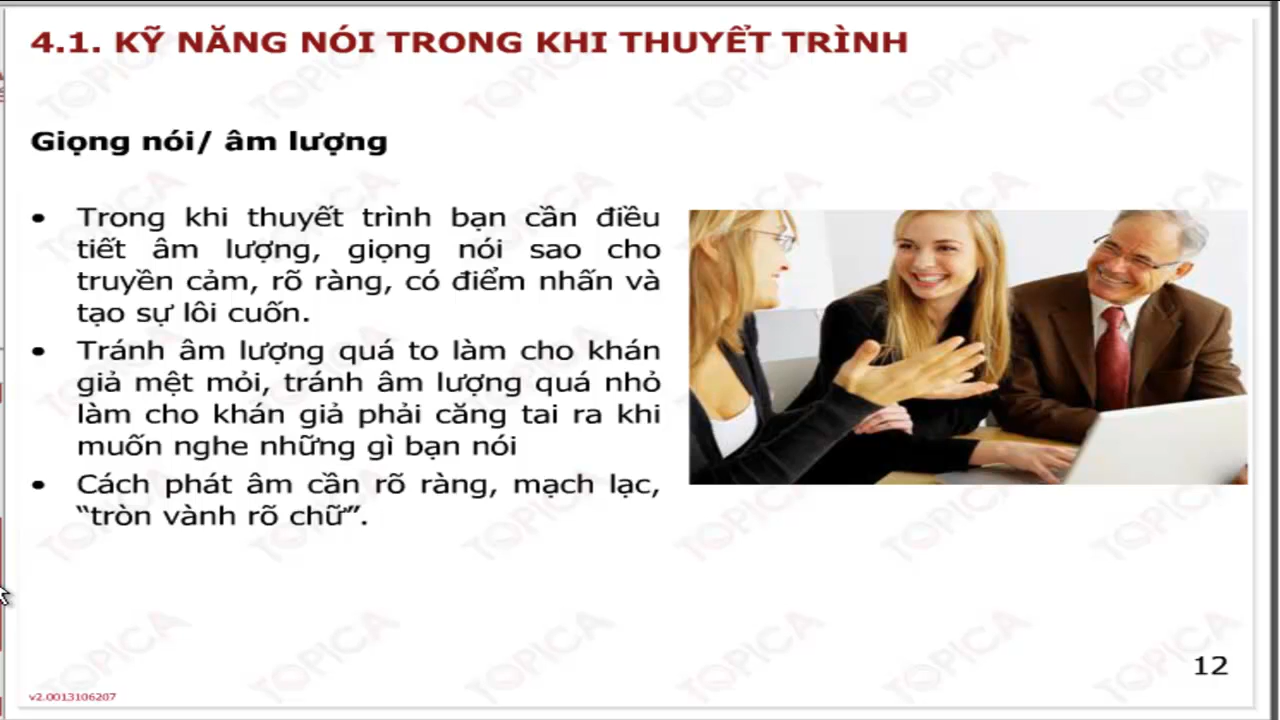 4.1. KỸ NĂNG NÓI TRONG KHI THUYẾT TRÌNH
Giọng nói/ âm lượng
• Trong khi thuyết trình bạn cần điều
tiết âm lượng, giọng nói sao cho
truyền cảm, rõ ràng, có điểm nhấn và
tạo sự lôi cuốn.
• Tránh âm lượng quá to làm cho khán
giả mệt mỏi, tránh âm lượng quá nhỏ
làm cho khán giả phải căng tai ra khi
muốn nghe những gì bạn nói
• Cách phát âm cần rõ ràng, mạch lạc,
“tròn vành rõ chữ”.
12
v2.0013106207
TOPICA